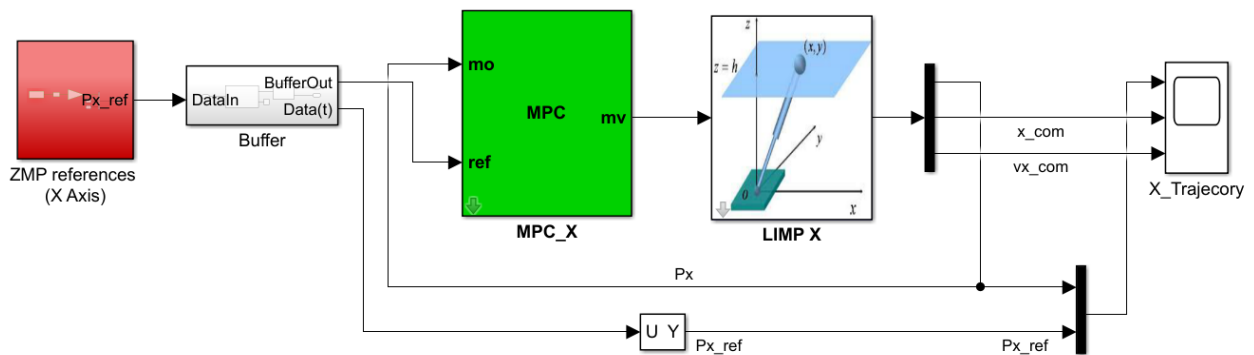 Px_ref
ZMP references
(X Axis)
DataIn
BufferOut
Data(t)
Buffer
mo
MPC
mv
ref
MPC_X
z
(x, y)
z = h
y
0
x
LIMP X
x_com
vx_com
X_Trajecory
Px
U Y
Px_ref
Px_ref